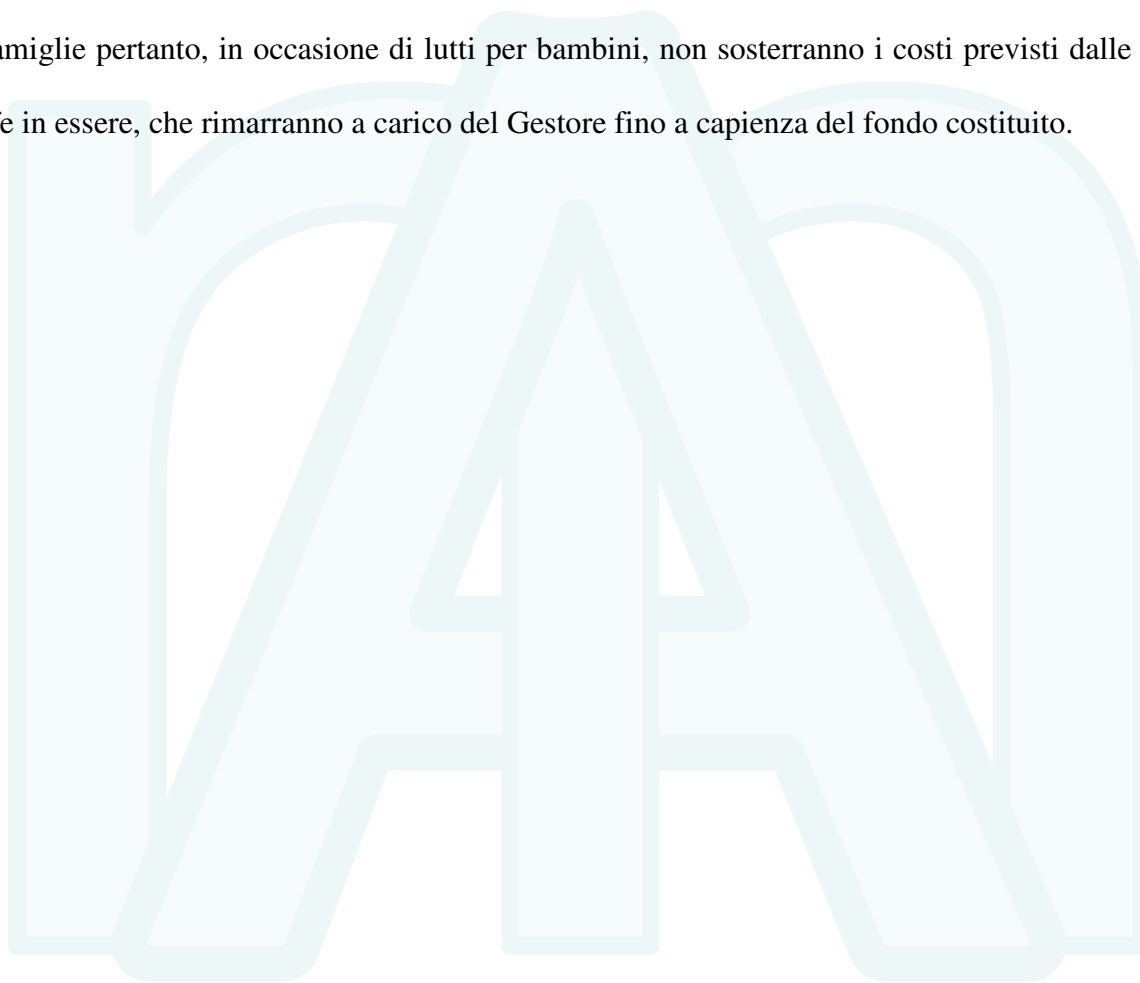 amiglie pertanto, in occasione di lutti per bambini, non sosterranno i costi previsti dalle
e in essere, che rimarranno a carico del Gestore fino a capienza del fondo costituito.